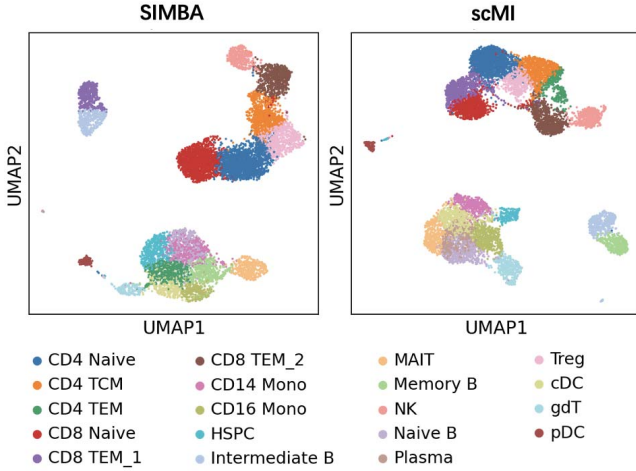 SIMBA scMI
UMAP2 UMAP2
UMAP1 UMAP1
CD4 Naive CD8 TEM_2 MAIT Treg
CD4 TCM CD14 Mono Memory B cDC
CD4 TEM CD16 Mono NK gdT
CD8 Naive HSPC Naive B pDC
CD8 TEM_1 Intermediate B Plasma